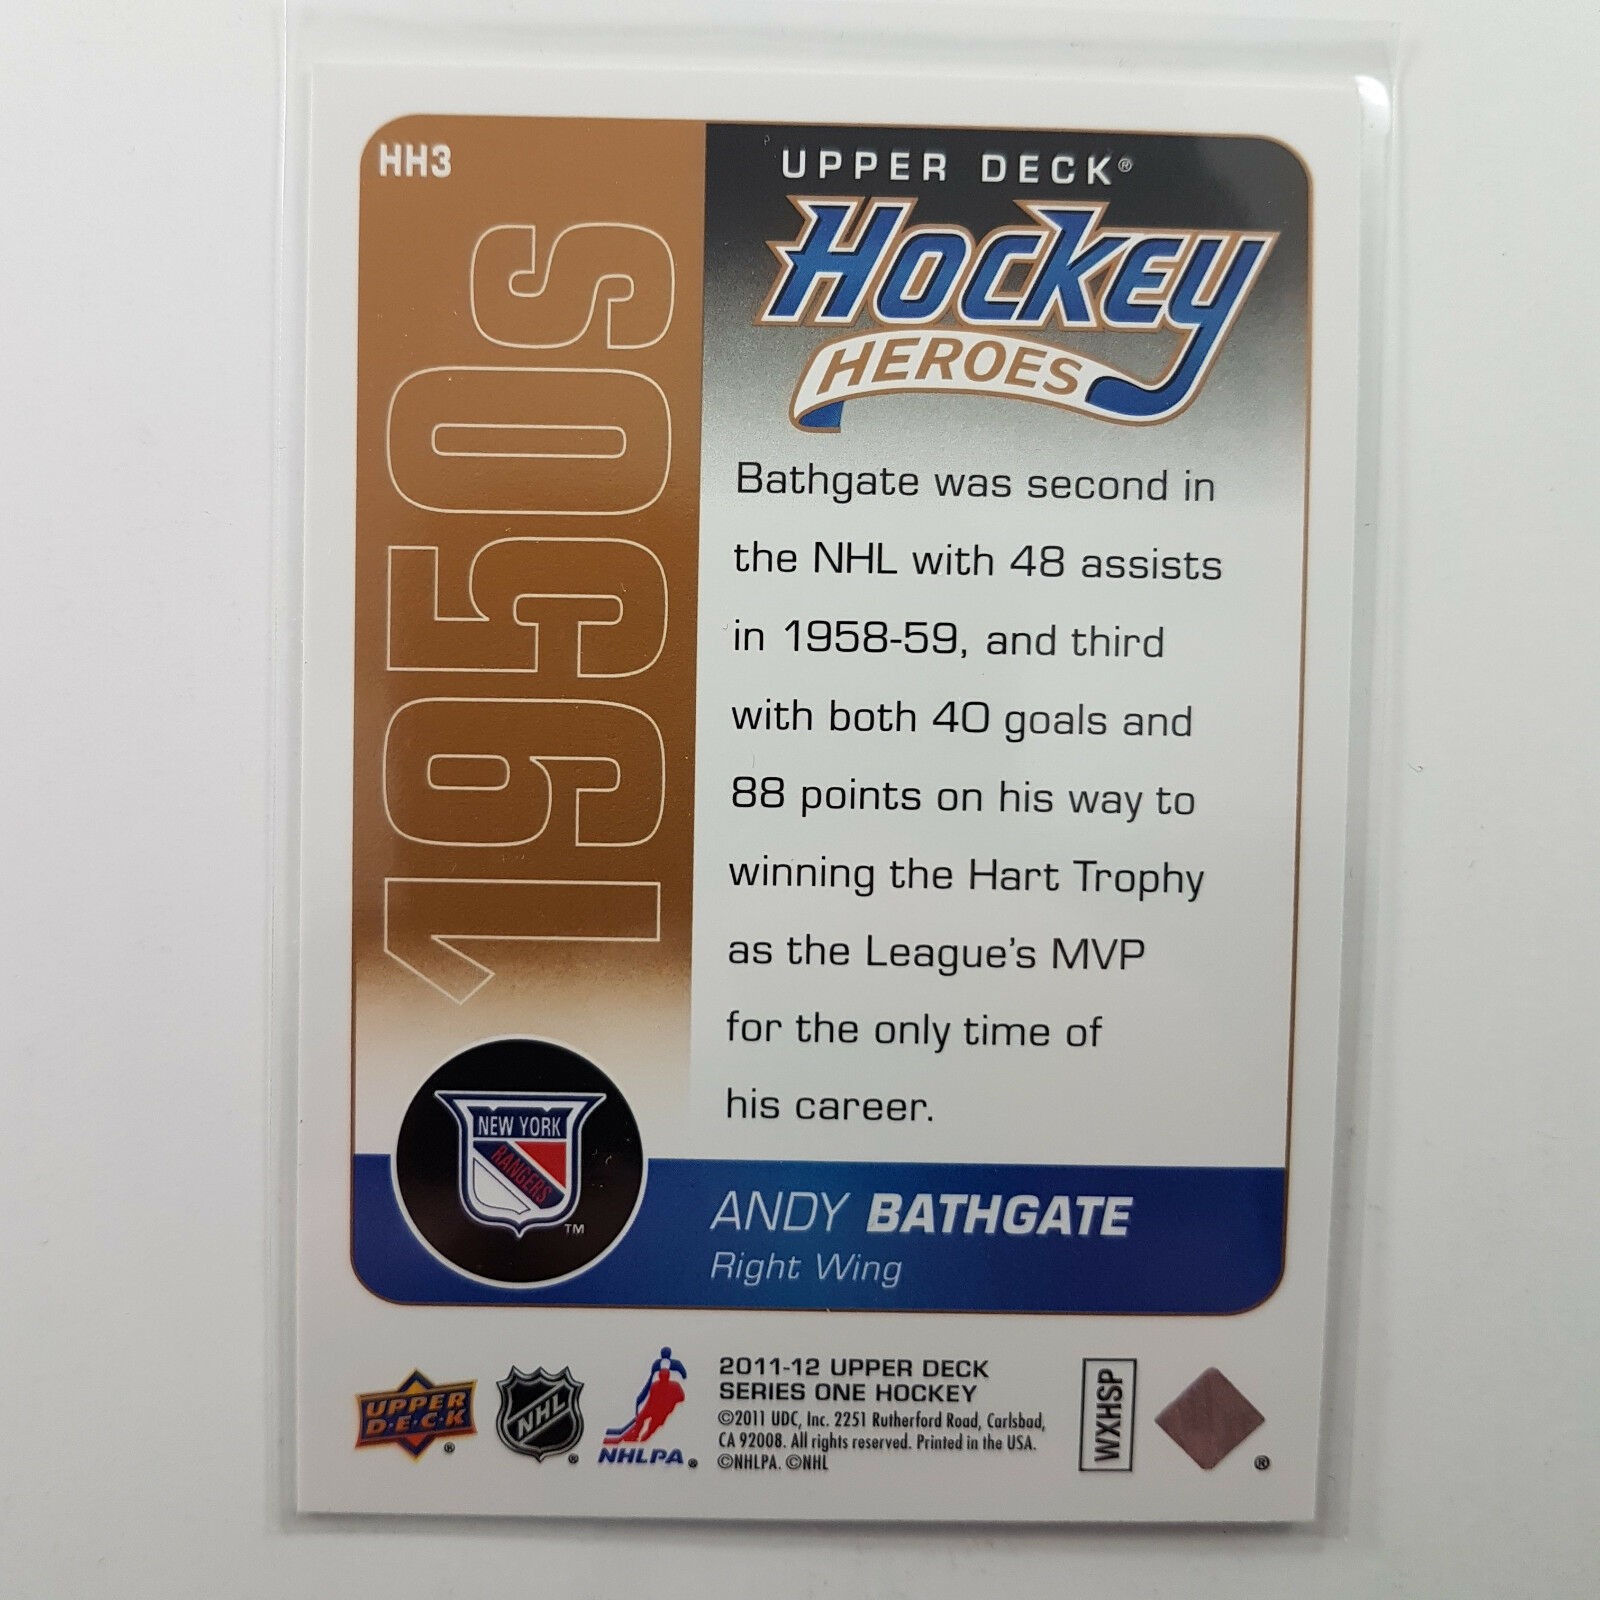 HH3
1950s
UPPER DECK®
HOCKEY
HEROES
Bathgate was second in
the NHL with 48 assists
in 1958-59, and third
with both 40 goals and
88 points on his way to
winning the Hart Trophy
as the League's MVP
for the only time of
his career.
NEW YORK
RANGERS
TM
ANDY BATHGATE
Right Wing
UPPER
D·E·C·K
®
NHL
®
NHLPA®
2011-12 UPPER DECK
SERIES ONE HOCKEY
©2011 UDC, Inc. 2251 Rutherford Road, Carlsbad,
CA 92008. All rights reserved. Printed in the USA.
©NHLPA. ©NHL
WXHSP
®